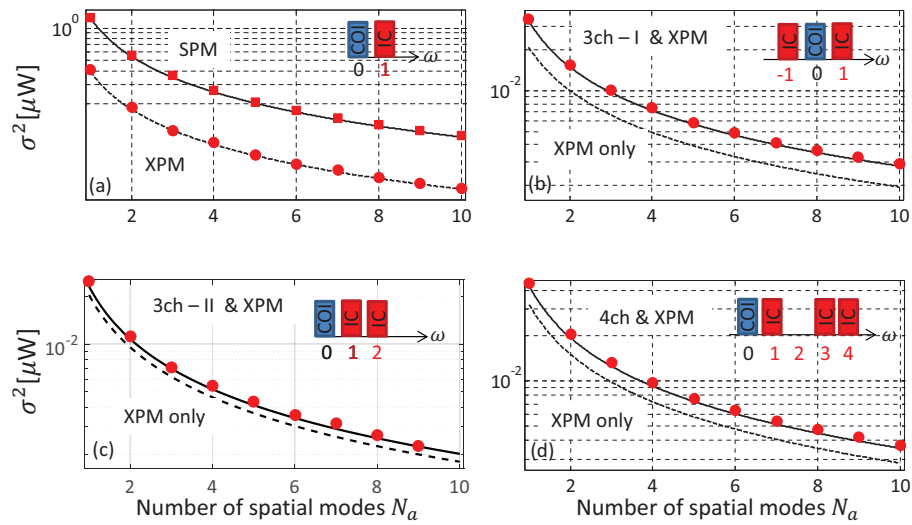 10⁰
SPM
XPM
(a)
COI IC
0 1 ω
σ² [μW]
2 4 6 8 10
3ch – I & XPM
IC COI IC
-1 0 1 ω
10⁻²
XPM only
(b)
2 4 6 8 10
3ch – II & XPM
COI IC IC
0 1 2 ω
10⁻²
σ² [μW]
XPM only
(c)
2 4 6 8 10
Number of spatial modes Nₐ
4ch & XPM
COI IC IC IC
0 1 2 3 4 ω
10⁻²
XPM only
(d)
2 4 6 8 10
Number of spatial modes Nₐ